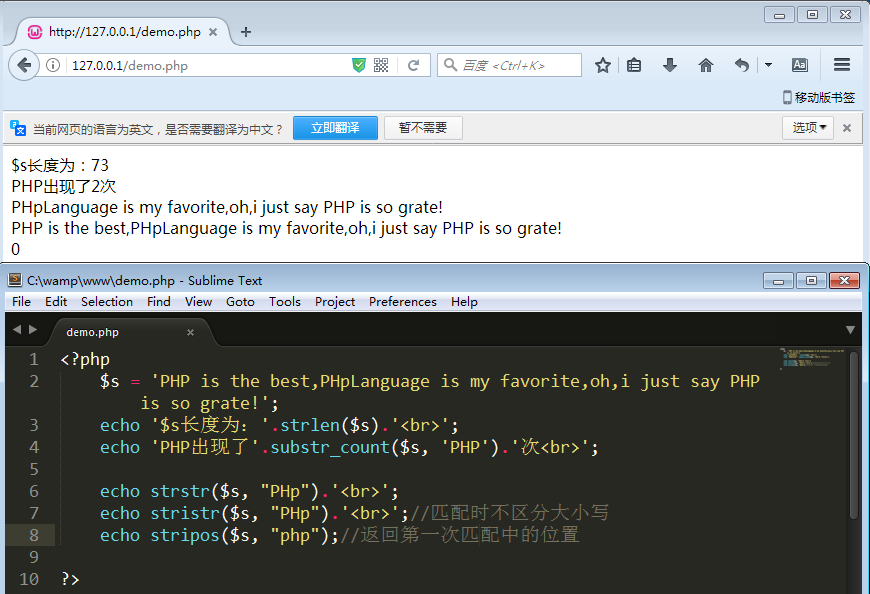 http://127.0.0.1/demo.php
127.0.0.1/demo.php
百度 <Ctrl+K>
移动版书签
当前网页的语言为英文，是否需要翻译为中文？ 立即翻译 暂不需要 选项
$s长度为：73
PHP出现了2次
PHpLanguage is my favorite,oh,i just say PHP is so grate!
PHP is the best,PHpLanguage is my favorite,oh,i just say PHP is so grate!
0
C:\wamp\www\demo.php - Sublime Text
File Edit Selection Find View Goto Tools Project Preferences Help
demo.php
1 <?php
2 $s = 'PHP is the best,PHpLanguage is my favorite,oh,i just say PHP
is so grate!';
3 echo '$s长度为：'.strlen($s).'<br>';
4 echo 'PHP出现了'.substr_count($s, 'PHP').'次<br>';
5
6 echo strstr($s, "PHp").'<br>';
7 echo stristr($s, "PHp").'<br>';//匹配时不区分大小写
8 echo stripos($s, "php");//返回第一次匹配中的位置
9
10 ?>